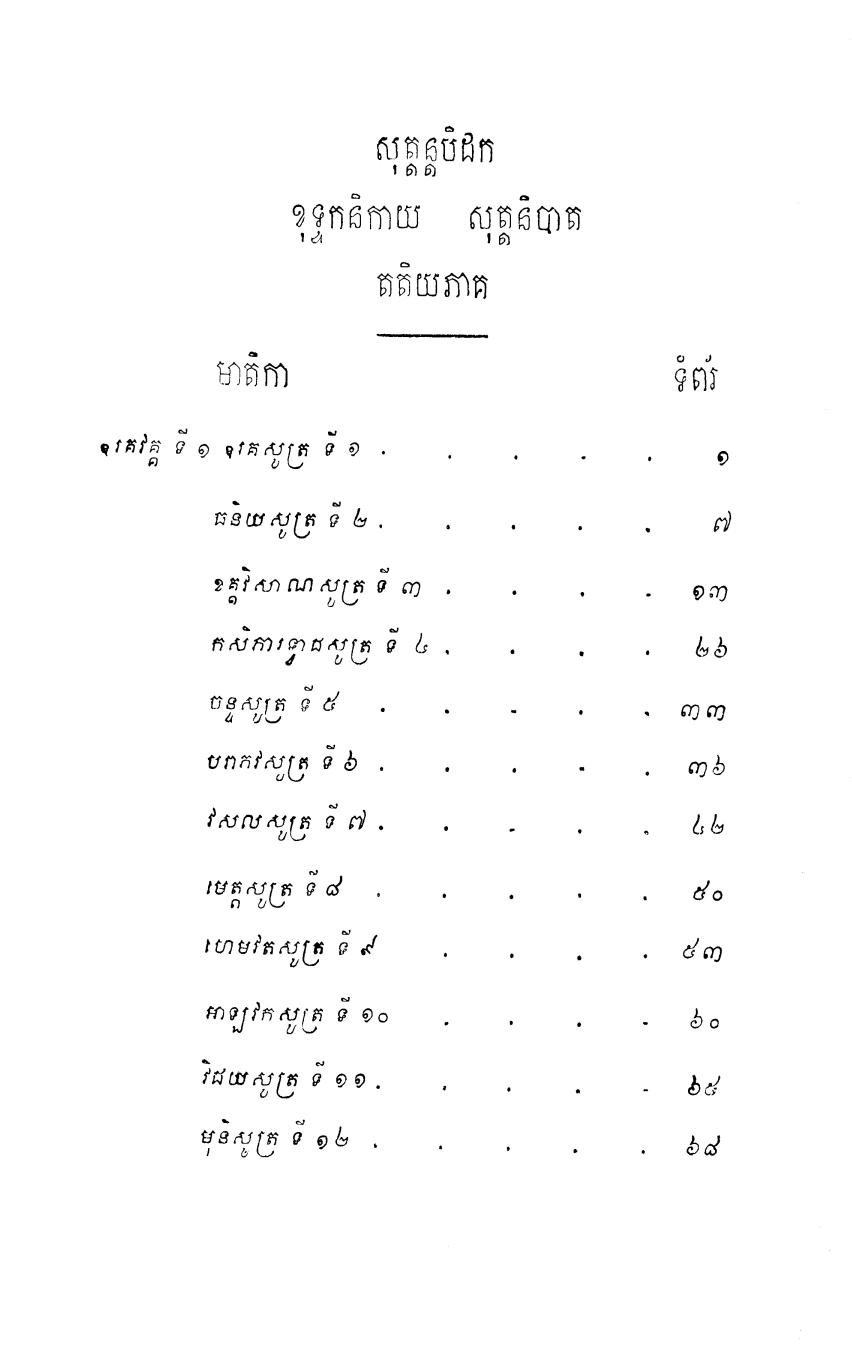 សុត្តន្តបិដក
ខុទ្ទកនិកាយ សុត្តនិបាត
តតិយភាគ
មាតិកា ទំព័រ
ឧរគវគ្គ ទី ១ ឧរគសូត្រ ទី ១ . . . . . ១
ធនិយសូត្រ ទី ២ . . . . . ៧
ខគ្គវិសាណសូត្រ ទី ៣ . . . . ១៣
កសិភារទ្វាជសូត្រ ទី ៤ . . . . ២៦
ចន្ទសូត្រ ទី ៥ . . . . . ៣៣
បរាភវសូត្រ ទី ៦ . . . . . ៣៦
វសលសូត្រ ទី ៧ . . . . . ៤២
មេត្តសូត្រ ទី ៨ . . . . . ៥០
ហេមវតសូត្រ ទី ៩ . . . . ៥៣
អាឡវកសូត្រ ទី ១០ . . . . ៦០
វិជយសូត្រ ទី ១១ . . . . . ៦៥
មុនិសូត្រ ទី ១២ . . . . . ៦៨